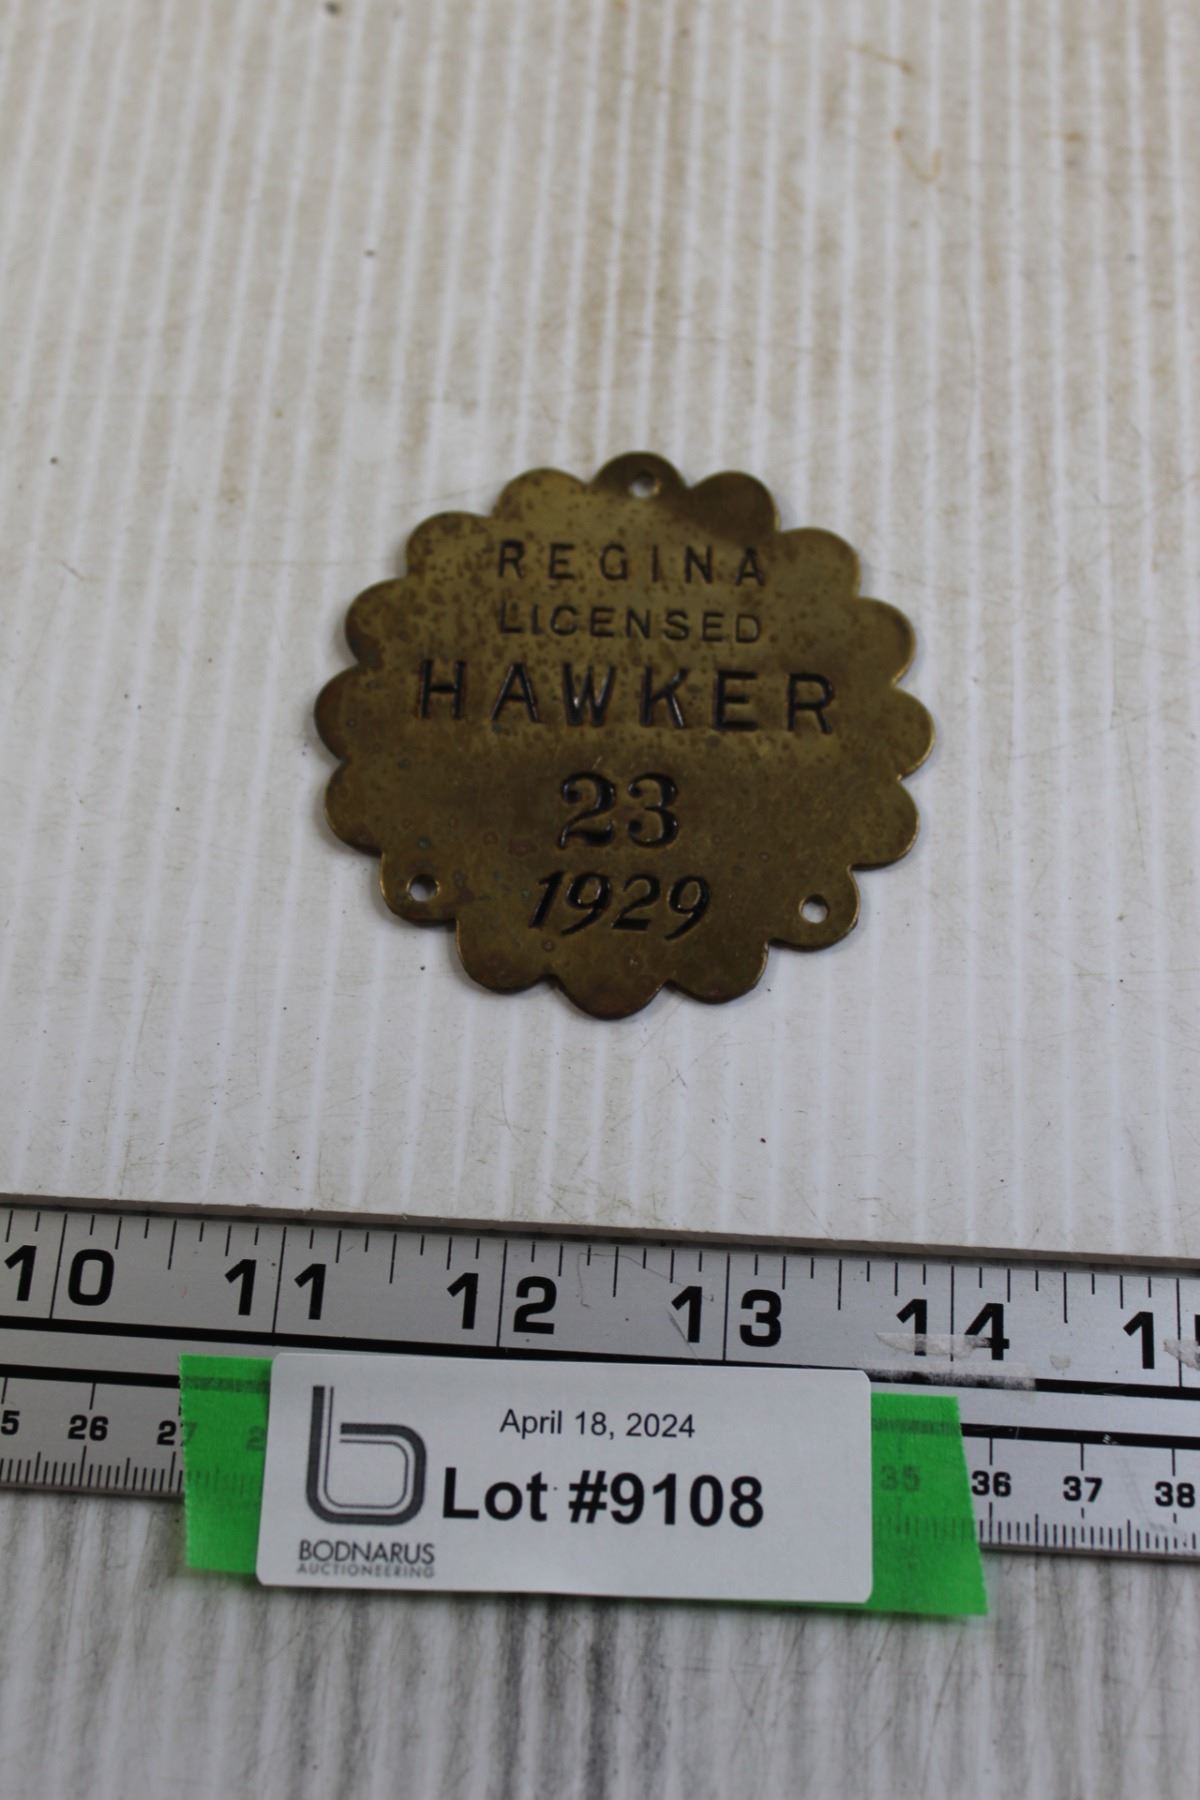 REGINA
LICENSED
HAWKER
23
1929
10 11 12 13 14 15
26 27 35 36 37 38
April 18, 2024
Lot #9108
BODNARUS
AUCTIONEERING